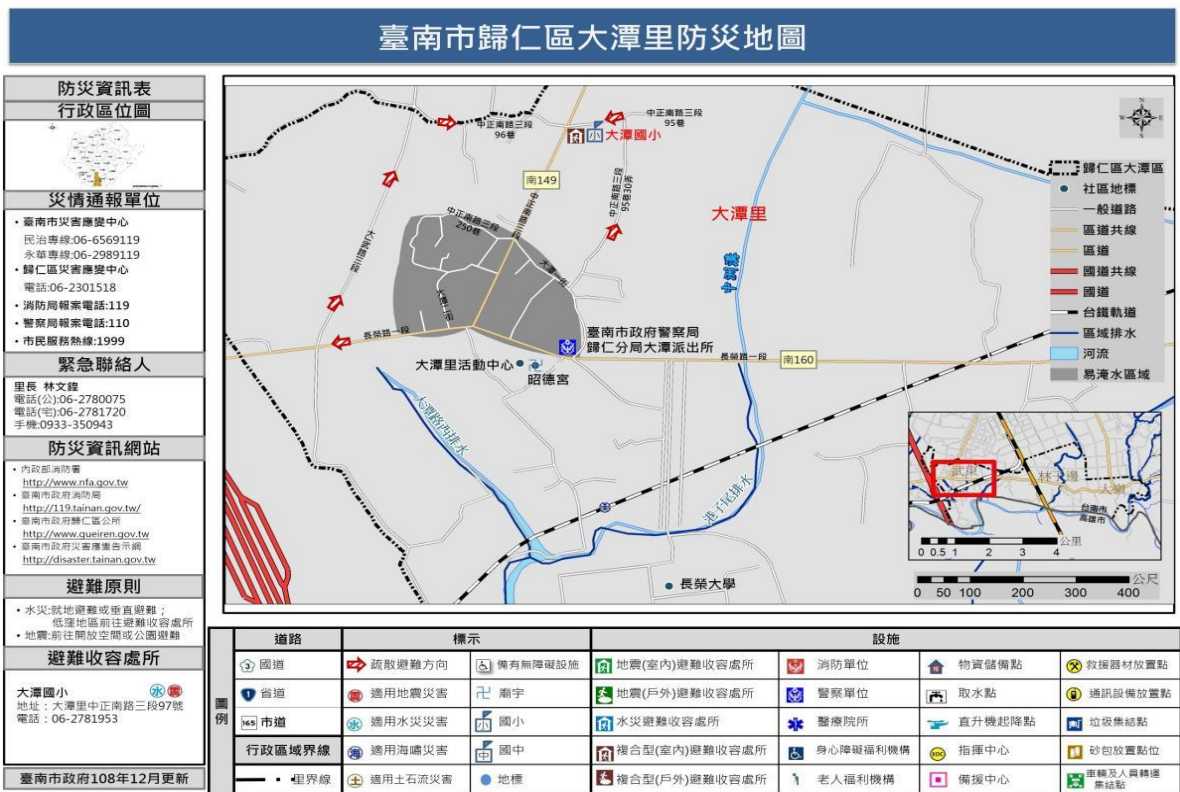 臺南市歸仁區大潭里防災地圖
防災資訊表
行政區位圖
災情通報單位
・臺南市災害應變中心
民治專線:06-6569119
永華專線:06-2989119
・歸仁區災害應變中心
電話:06-2301518
・消防局報案電話:119
・警察局報案電話:110
・市民服務熱線:1999
緊急聯絡人
里長 林文鐘
電話(公):06-2780075
電話(宅):06-2781720
手機:0933-350943
防災資訊網站
・內政部消防署
http://www.nfa.gov.tw
・臺南市政府消防局
http://119.tainan.gov.tw/
・臺南市政府歸仁區公所
http://www.gueiren.gov.tw
・臺南市政府災害應變告示網
http://disaster.tainan.gov.tw
避難原則
・水災:就地避難或垂直避難；
低窪地區前往避難收容處所
・地震:前往開放空間或公園避難
避難收容處所
大潭國小 水 震
地址：大潭里中正南路三段97號
電話：06-2781953
臺南市政府108年12月更新
中正南路三段
96巷
小 大潭國小
中正南路三段
95巷
南149
中正南路三段
中正南路三段
95巷30弄
中正南路三段
250巷
大潭里
中洲溝
長榮路一段
臺南市政府警察局
歸仁分局大潭派出所
大潭里活動中心
昭德宮
長榮路一段
南160
大潭路西排水
港子尾排水
長榮大學
N
歸仁區大潭區
社區地標
一般道路
區道共線
區道
國道共線
國道
台鐵軌道
區域排水
河流
易淹水區域
武東
林子邊
台南市
高雄市
公里
0 0.5 1 2 3 4
公尺
0 50 100 200 300 400
圖例
道路
標示
設施
3 國道
疏散避難方向
備有無障礙設施
地震(室內)避難收容處所
消防單位
物資儲備點
救援器材放置點
1 省道
震 適用地震災害
卍 廟宇
地震(戶外)避難收容處所
警察單位
取水點
通訊設備放置點
165 市道
水 適用水災災害
小 國小
水災避難收容處所
醫療院所
直升機起降點
垃圾集結點
行政區域界線
海 適用海嘯災害
中 國中
複合型(室內)避難收容處所
身心障礙福利機構
EOC 指揮中心
砂包放置點位
里界線
土 適用土石流災害
地標
複合型(戶外)避難收容處所
老人福利機構
備援中心
車輛及人員轉運
集結點